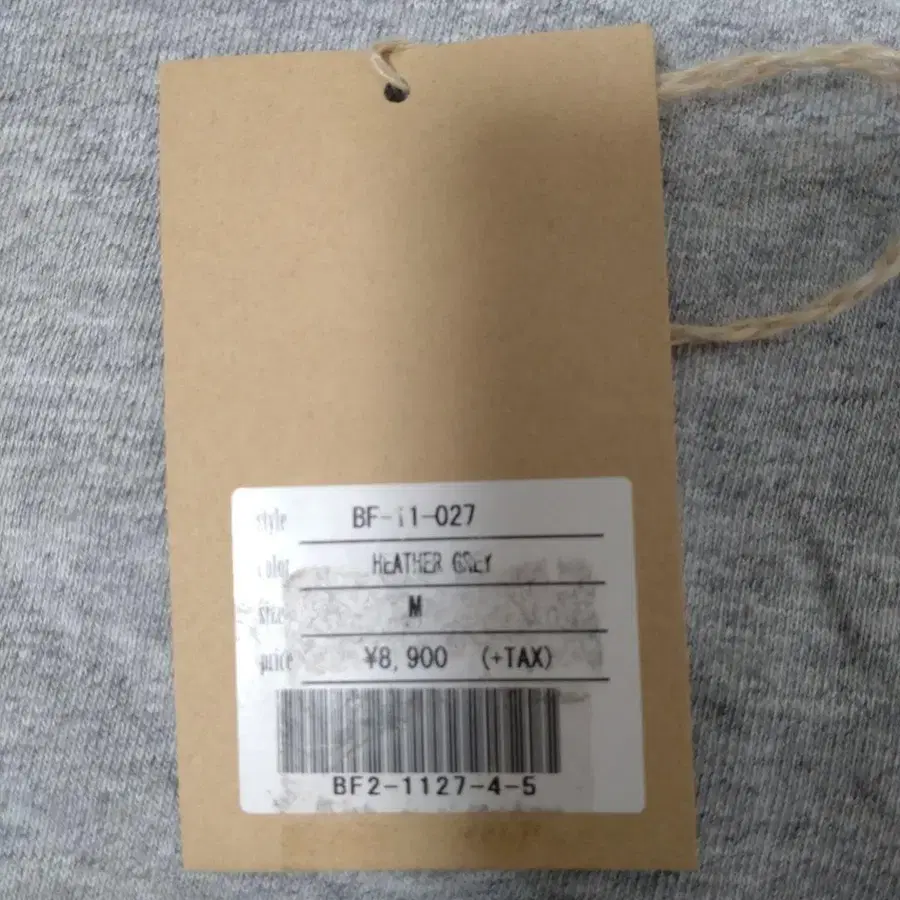 style BF-11-027
color HEATHER GREY
size M
price ¥8,900 (+TAX)
BF2-1127-4-5